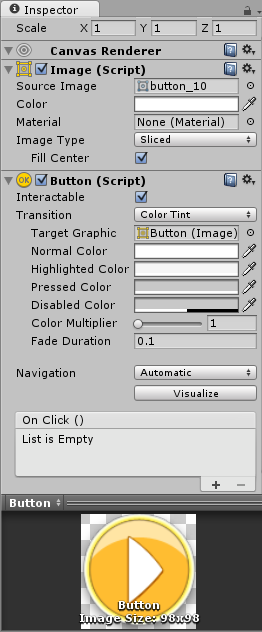 Inspector
Scale X 1 Y 1 Z 1
Canvas Renderer
Image (Script)
Source Image button_10
Color
Material None (Material)
Image Type Sliced
Fill Center
OK Button (Script)
Interactable
Transition Color Tint
Target Graphic Button (Image)
Normal Color
Highlighted Color
Pressed Color
Disabled Color
Color Multiplier 1
Fade Duration 0.1
Navigation Automatic
Visualize
On Click ()
List is Empty
+ −
Button
Button
Image Size: 98x98